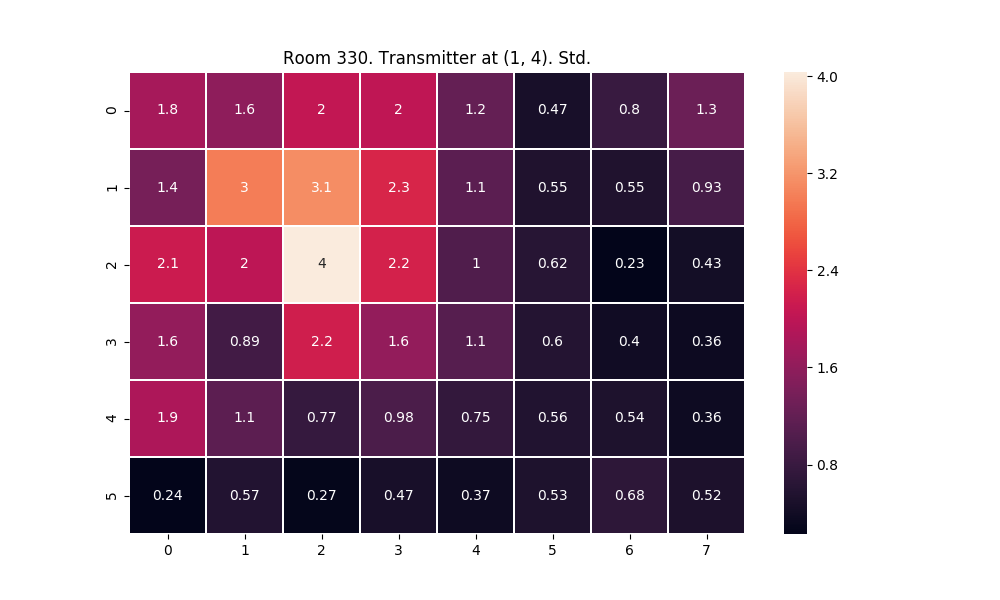 Room 330. Transmitter at (1, 4). Std.
0 1.8 1.6 2 2 1.2 0.47 0.8 1.3
1 1.4 3 3.1 2.3 1.1 0.55 0.55 0.93
2 2.1 2 4 2.2 1 0.62 0.23 0.43
3 1.6 0.89 2.2 1.6 1.1 0.6 0.4 0.36
4 1.9 1.1 0.77 0.98 0.75 0.56 0.54 0.36
5 0.24 0.57 0.27 0.47 0.37 0.53 0.68 0.52
0 1 2 3 4 5 6 7
4.0
3.2
2.4
1.6
0.8